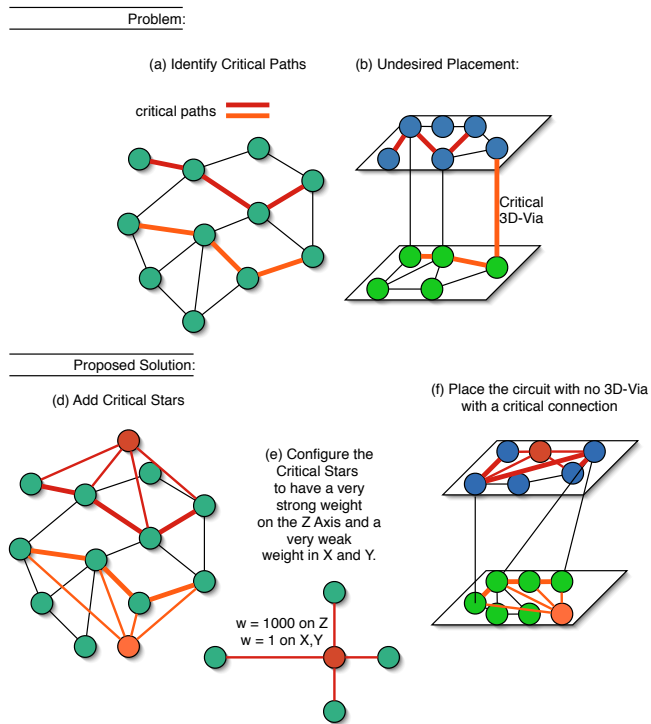 Problem:
(a) Identify Critical Paths
(b) Undesired Placement:
critical paths
Critical
3D-Via
Proposed Solution:
(d) Add Critical Stars
(e) Configure the
Critical Stars
to have a very
strong weight
on the Z Axis and a
very weak
weight in X and Y.
w = 1000 on Z
w = 1 on X,Y
(f) Place the circuit with no 3D-Via
with a critical connection